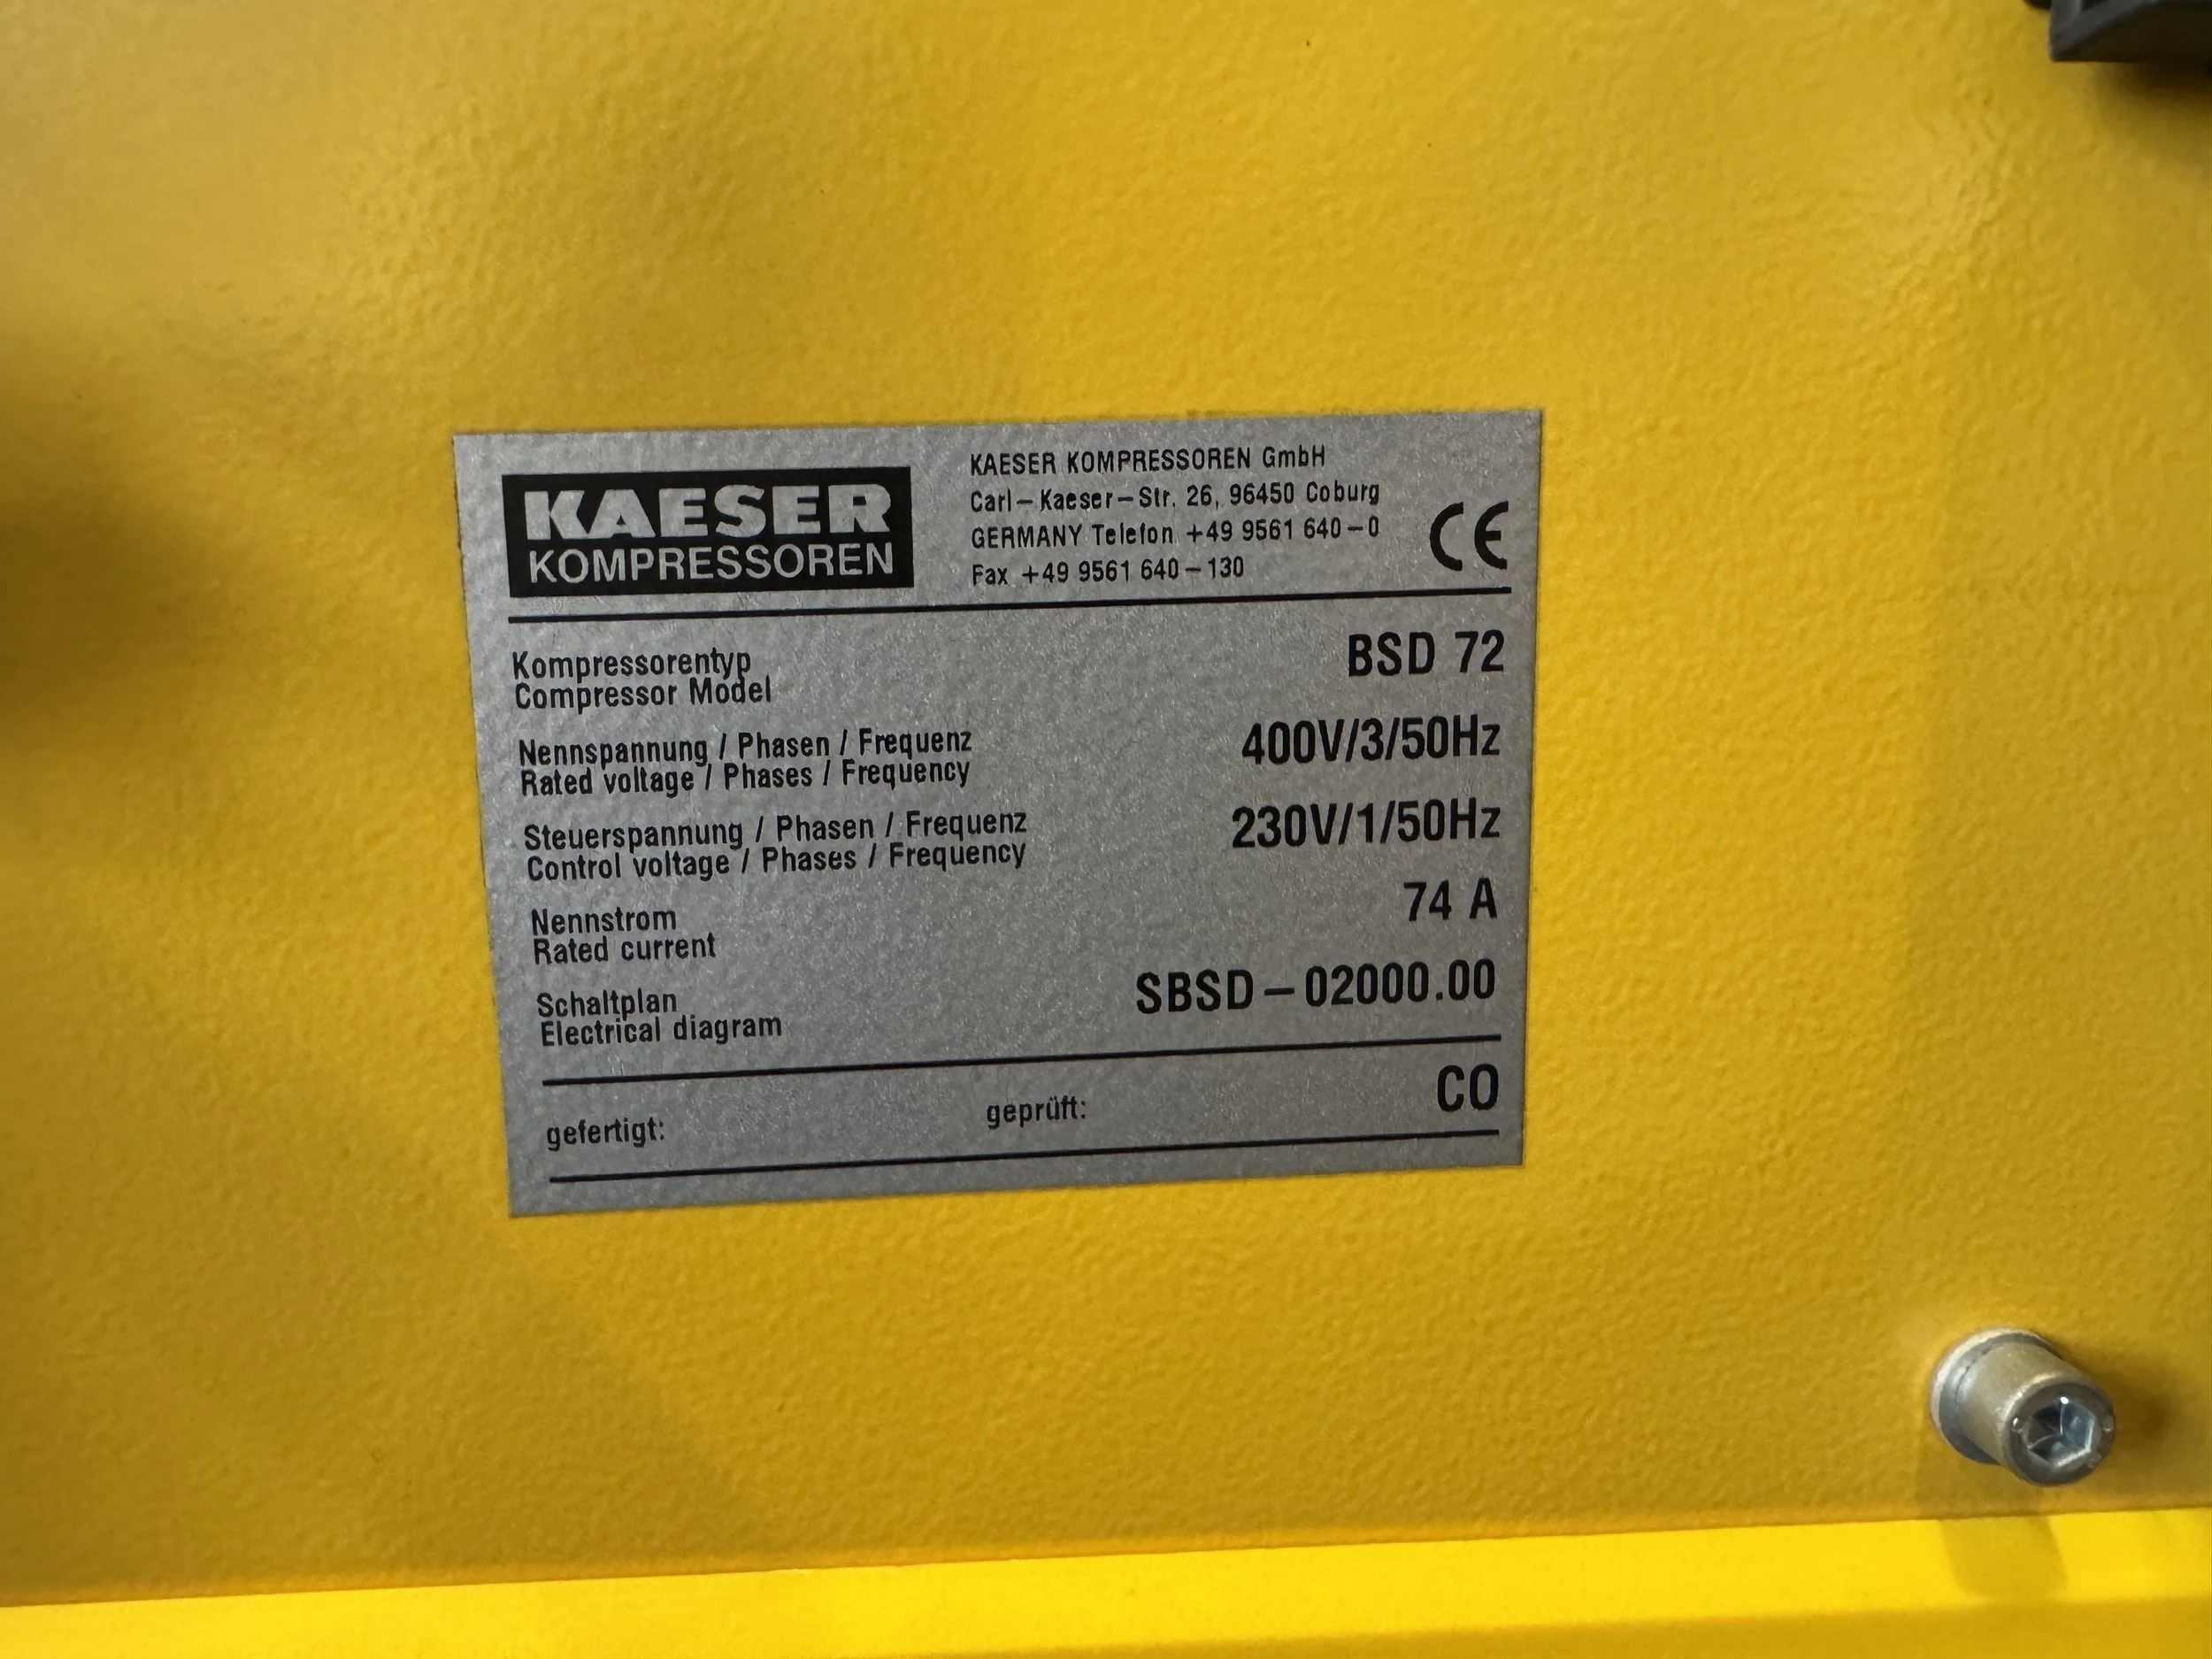 KAESER
KOMPRESSOREN
KAESER KOMPRESSOREN GmbH
Carl-Kaeser-Str. 26, 96450 Coburg
GERMANY Telefon +49 9561 640-0
Fax +49 9561 640-130
CE
Kompressorentyp
Compressor Model
BSD 72
Nennspannung / Phasen / Frequenz
Rated voltage / Phases / Frequency
400V/3/50Hz
Steuerspannung / Phasen / Frequenz
Control voltage / Phases / Frequency
230V/1/50Hz
Nennstrom
Rated current
74 A
Schaltplan
Electrical diagram
SBSD-02000.00
gefertigt:
geprüft:
CO